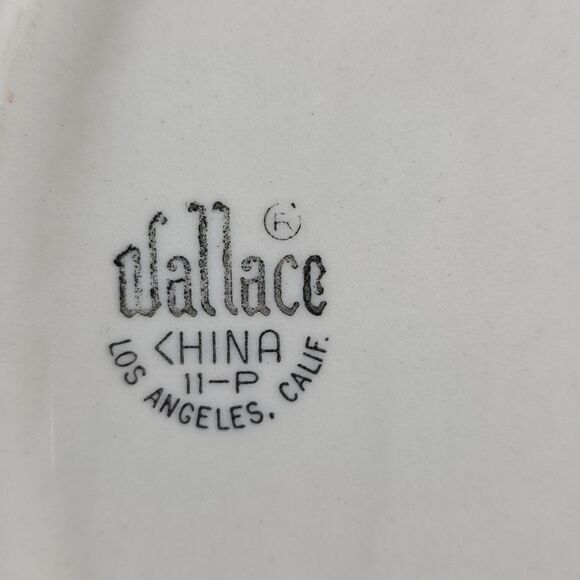 Wallace ®
CHINA
11-P
LOS ANGELES, CALIF.